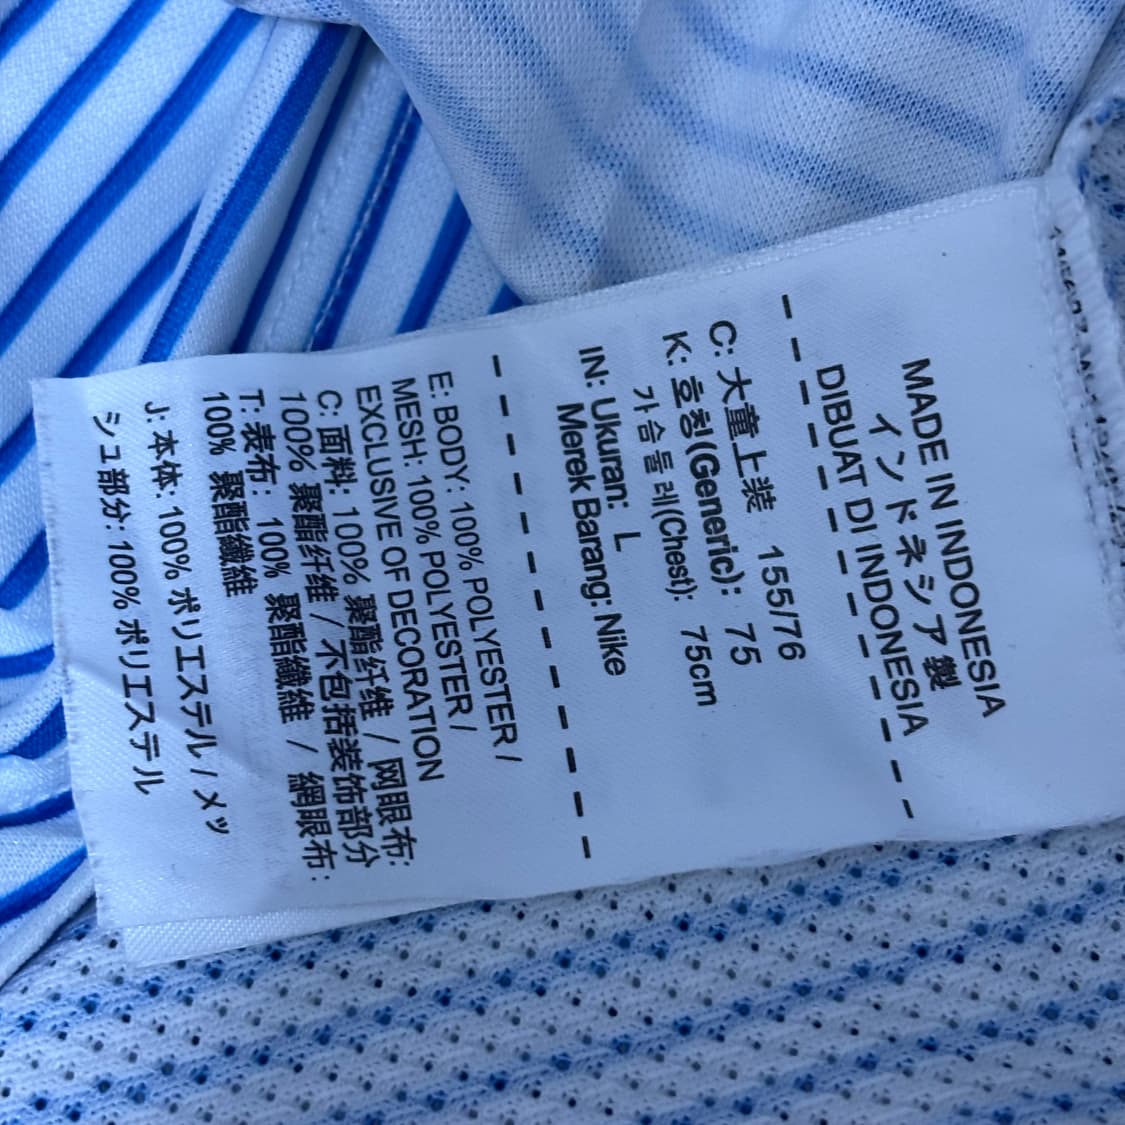 MADE IN INDONESIA
インドネシア製
DIBUAT DI INDONESIA
C: 大童上装 155/76
K: 호칭(Generic): 75
가슴둘레(Chest): 75cm
IN: Ukuran: L
Merek Barang: Nike
E: BODY: 100% POLYESTER /
MESH: 100% POLYESTER /
EXCLUSIVE OF DECORATION
C: 面料: 100% 聚酯纤维 / 网眼布:
100% 聚酯纤维 / 不包括装饰部分
T: 表布: 100% 聚酯纖維 / 網眼布:
100% 聚酯纖維
J: 本体: 100% ポリエステル / メッ
シュ部分: 100% ポリエステル